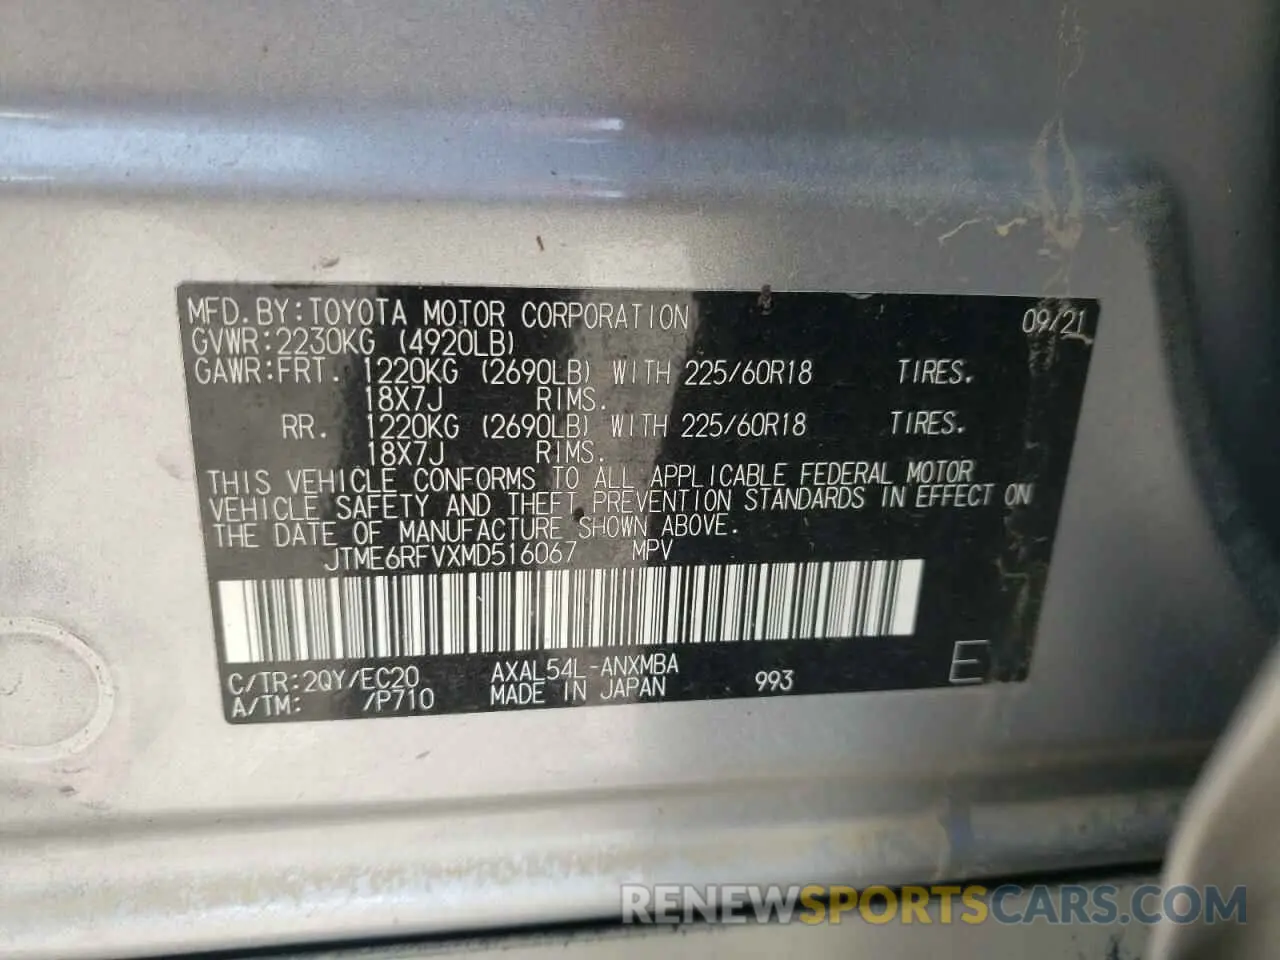 MFD. BY: TOYOTA MOTOR CORPORATION 09/21
GVWR: 2230KG (4920LB)
GAWR: FRT. 1220KG (2690LB) WITH 225/60R18 TIRES.
18X7J RIMS.
RR. 1220KG (2690LB) WITH 225/60R18 TIRES.
18X7J RIMS.
THIS VEHICLE CONFORMS TO ALL APPLICABLE FEDERAL MOTOR
VEHICLE SAFETY AND THEFT PREVENTION STANDARDS IN EFFECT ON
THE DATE OF MANUFACTURE SHOWN ABOVE.
JTME6RFVXMD516067 MPV
C/TR: 2QY/EC20 AXAL54L-ANXMBA
A/TM: /P710 MADE IN JAPAN 993 E
RENEWSPORTSCARS.COM